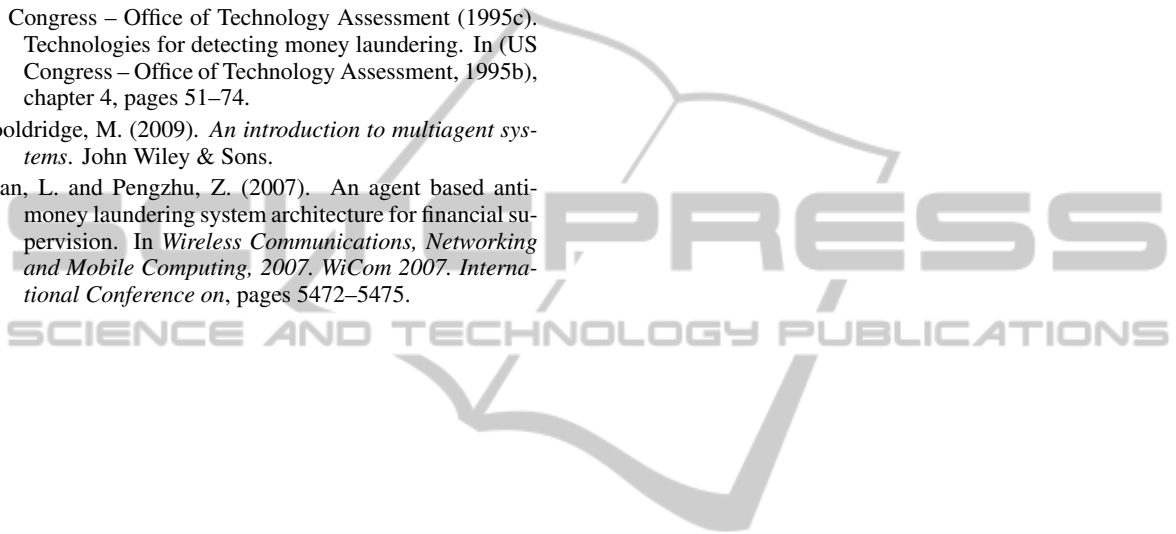 Congress – Office of Technology Assessment (1995c).
Technologies for detecting money laundering. In (US
Congress – Office of Technology Assessment, 1995b),
chapter 4, pages 51–74.
ooldridge, M. (2009). An introduction to multiagent sys-
tems. John Wiley & Sons.
an, L. and Pengzhu, Z. (2007). An agent based anti-
money laundering system architecture for financial su-
pervision. In Wireless Communications, Networking
and Mobile Computing, 2007. WiCom 2007. Interna-
tional Conference on, pages 5472–5475.
SCITEPRESS
SCIENCE AND TECHNOLOGY PUBLICATIONS